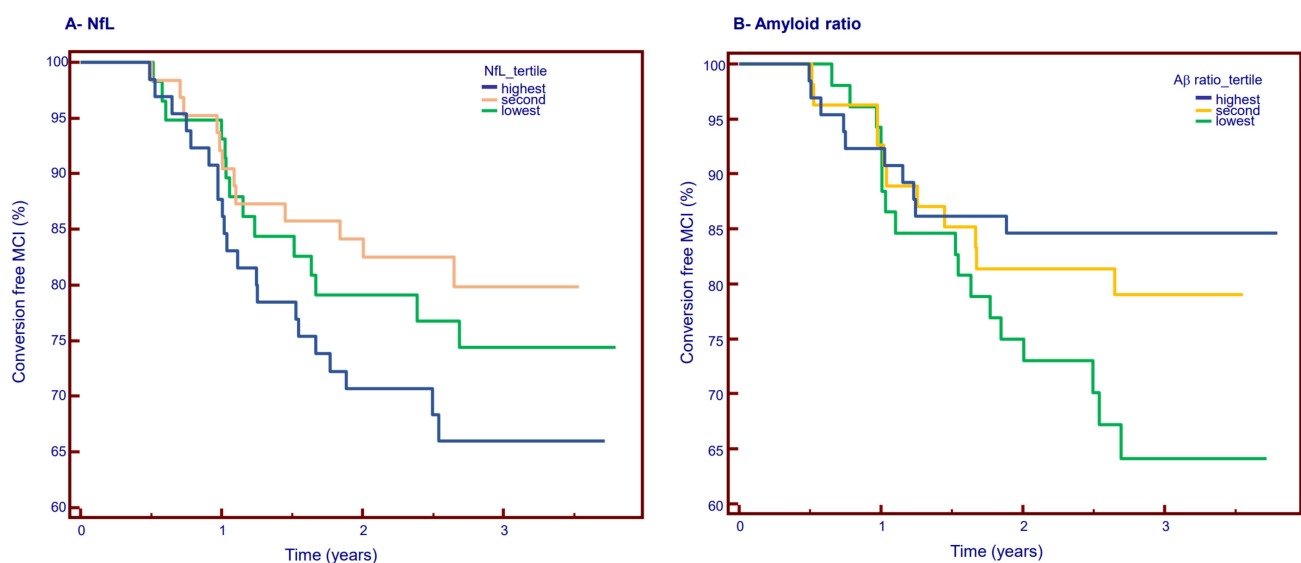 A- NfL
Conversion free MCI (%)
100
95
90
85
80
75
70
65
60
0
1
2
3
Time (years)
NfL_tertile
highest
second
lowest
B- Amyloid ratio
Conversion free MCI (%)
100
95
90
85
80
75
70
65
60
0
1
2
3
Time (years)
Aβ ratio_tertile
highest
second
lowest